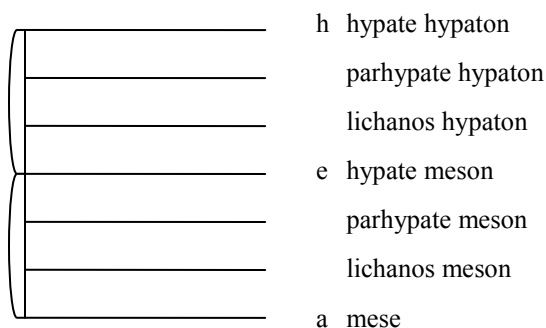 h hypate hypaton
parhypate hypaton
lichanos hypaton
e hypate meson
parhypate meson
lichanos meson
a mese